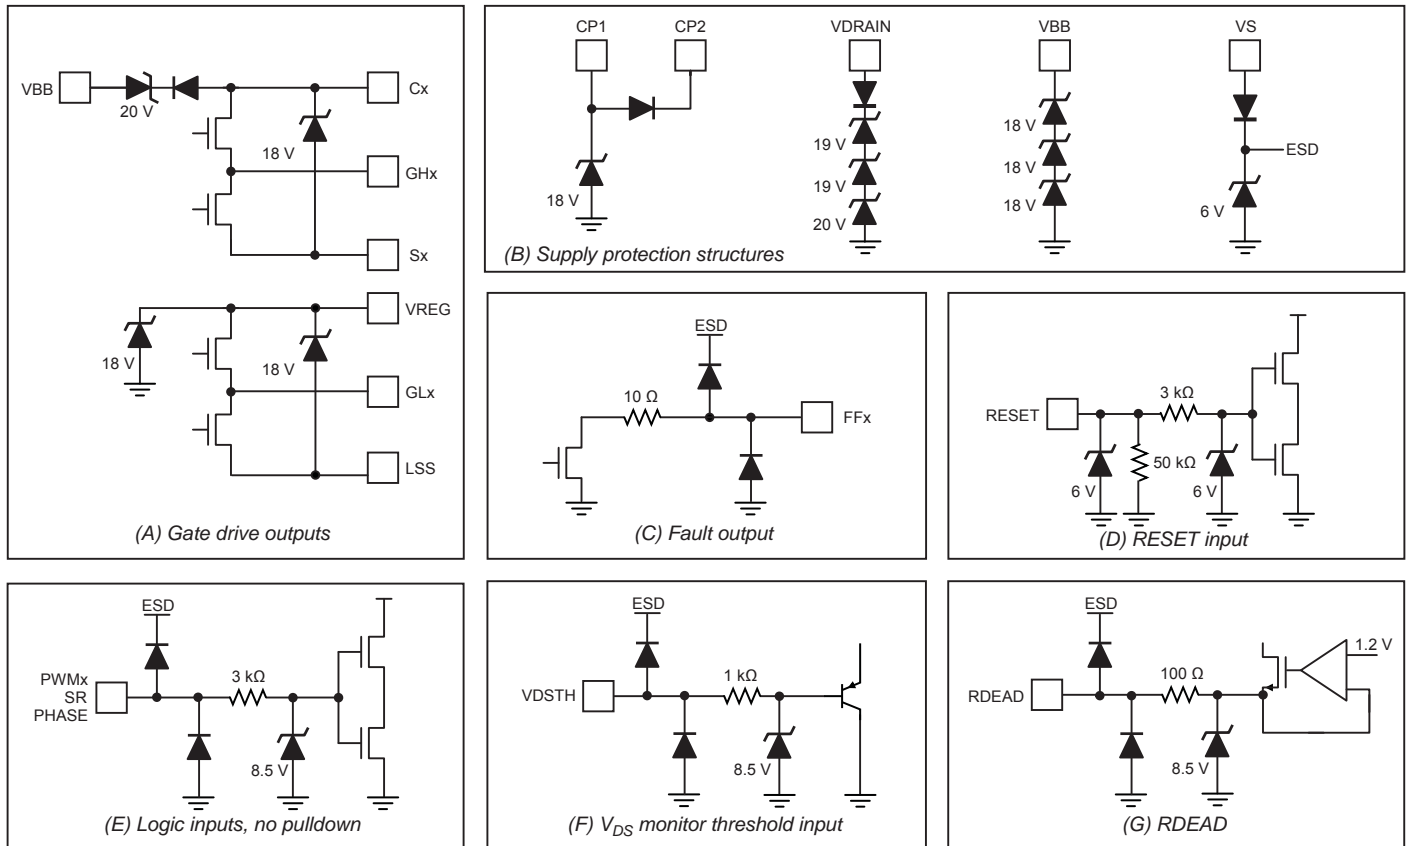 VBB
20 V
18 V
Cx
GHx
Sx
VREG
18 V
18 V
GLx
LSS
(A) Gate drive outputs
CP1
CP2
VDRAIN
VBB
VS
18 V
19 V
19 V
20 V
18 V
18 V
18 V
ESD
6 V
(B) Supply protection structures
ESD
10 Ω
FFx
(C) Fault output
RESET
3 kΩ
50 kΩ
6 V
6 V
(D) RESET input
ESD
PWMx
SR
PHASE
3 kΩ
8.5 V
(E) Logic inputs, no pulldown
ESD
VDSTH
1 kΩ
8.5 V
(F) VDS monitor threshold input
ESD
RDEAD
100 Ω
1.2 V
8.5 V
(G) RDEAD